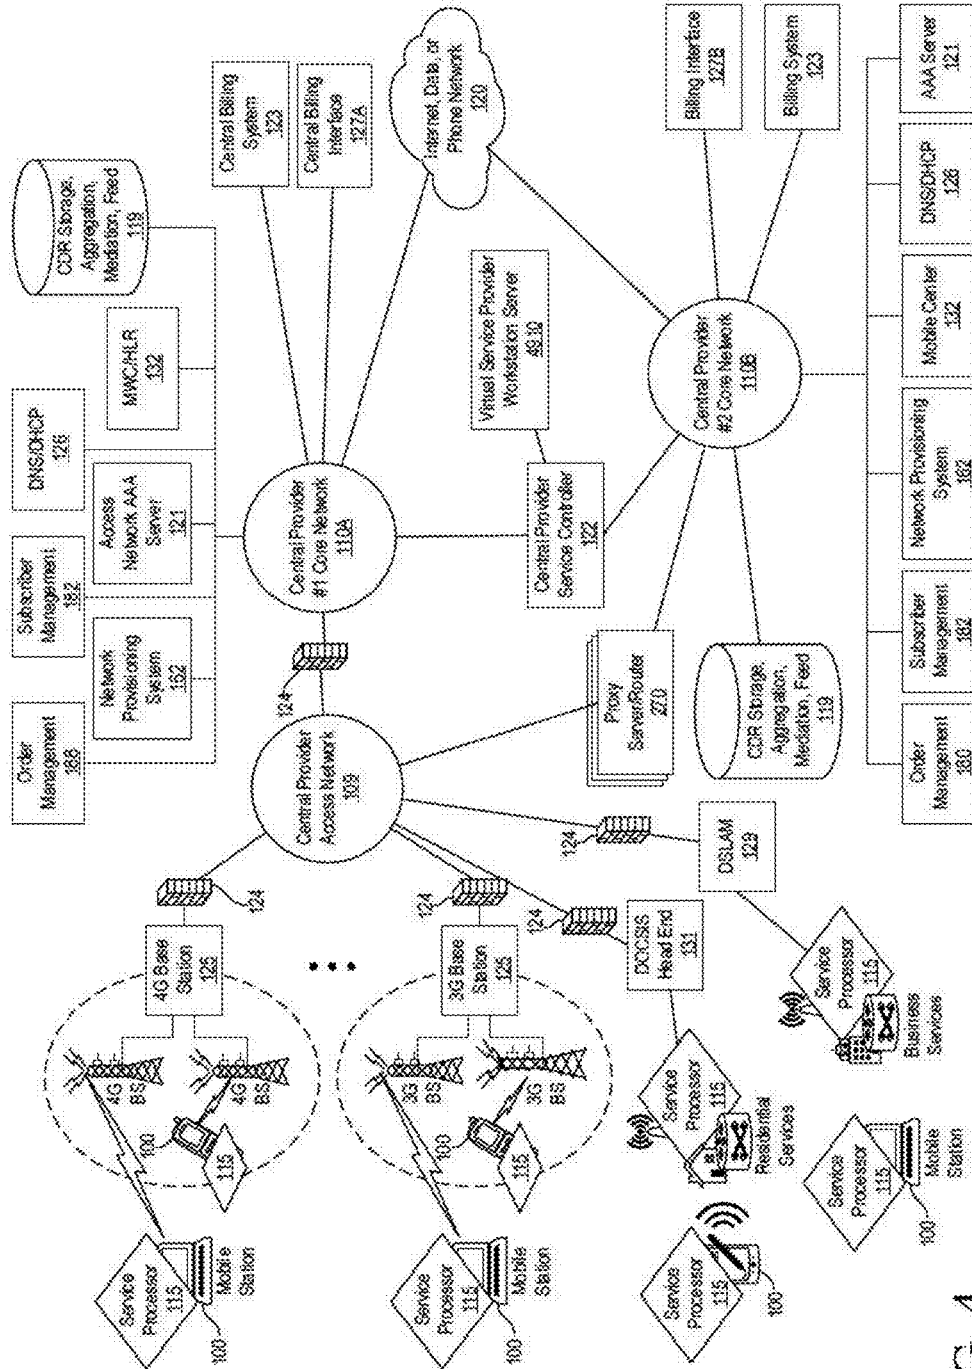 Service
Processor
115
100
Mobile
Station
4G
BS
4G
BS
100
115
4G Base
Station
125
124
Order
Management
180
Subscriber
Management
182
DNS/DHCP
126
MWC/HLR
132
CDR Storage,
Aggregation,
Mediation, Feed
119
Network
Provisioning
System
162
Access
Network AAA
Server
121
Central Provider
Access Network
109
124
Central Provider
#1 Core Network
110A
Central Billing
System
123
Central Billing
Interface
127A
Service
Processor
115
100
Mobile
Station
3G
BS
3G
BS
100
115
3G Base
Station
125
124
Internet, Data, or
Phone Network
120
Virtual Service Provider
Workstation Server
4910
Central Provider
Service Controller
122
Service
Processor
115
100
Service
Processor
115
Residential
Services
DOCSIS
Head End
131
124
124
Proxy
Server/Router
270
Central Provider
#2 Core Network
110B
Billing Interface
127B
Billing System
123
Service
Processor
115
100
Mobile
Station
Service
Processor
115
Business
Services
DSLAM
129
CDR Storage,
Aggregation,
Mediation, Feed
119
Order
Management
180
Subscriber
Management
182
Network Provisioning
System
162
Mobile Center
132
DNS/DHCP
126
AAA Server
121